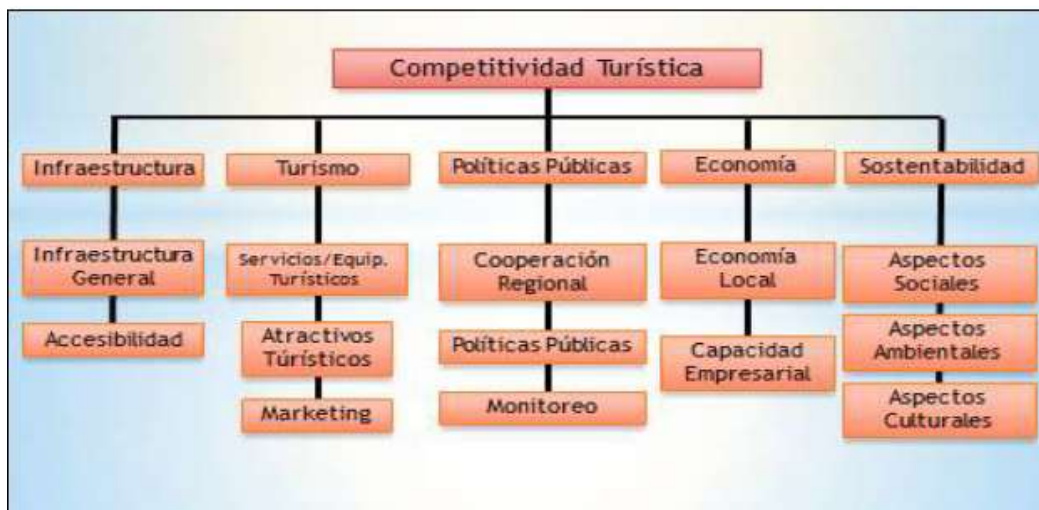 Competitividad Turística
Infraestructura
Turismo
Políticas Públicas
Economía
Sostentabilidad
Infraestructura
General
Servicios/Equip.
Turísticos
Cooperación
Regional
Economía
Local
Aspectos
Sociales
Accesibilidad
Atractivos
Túrísticos
Políticas Públicas
Capacidad
Empresarial
Aspectos
Ambientales
Marketing
Monitoreo
Aspectos
Culturales